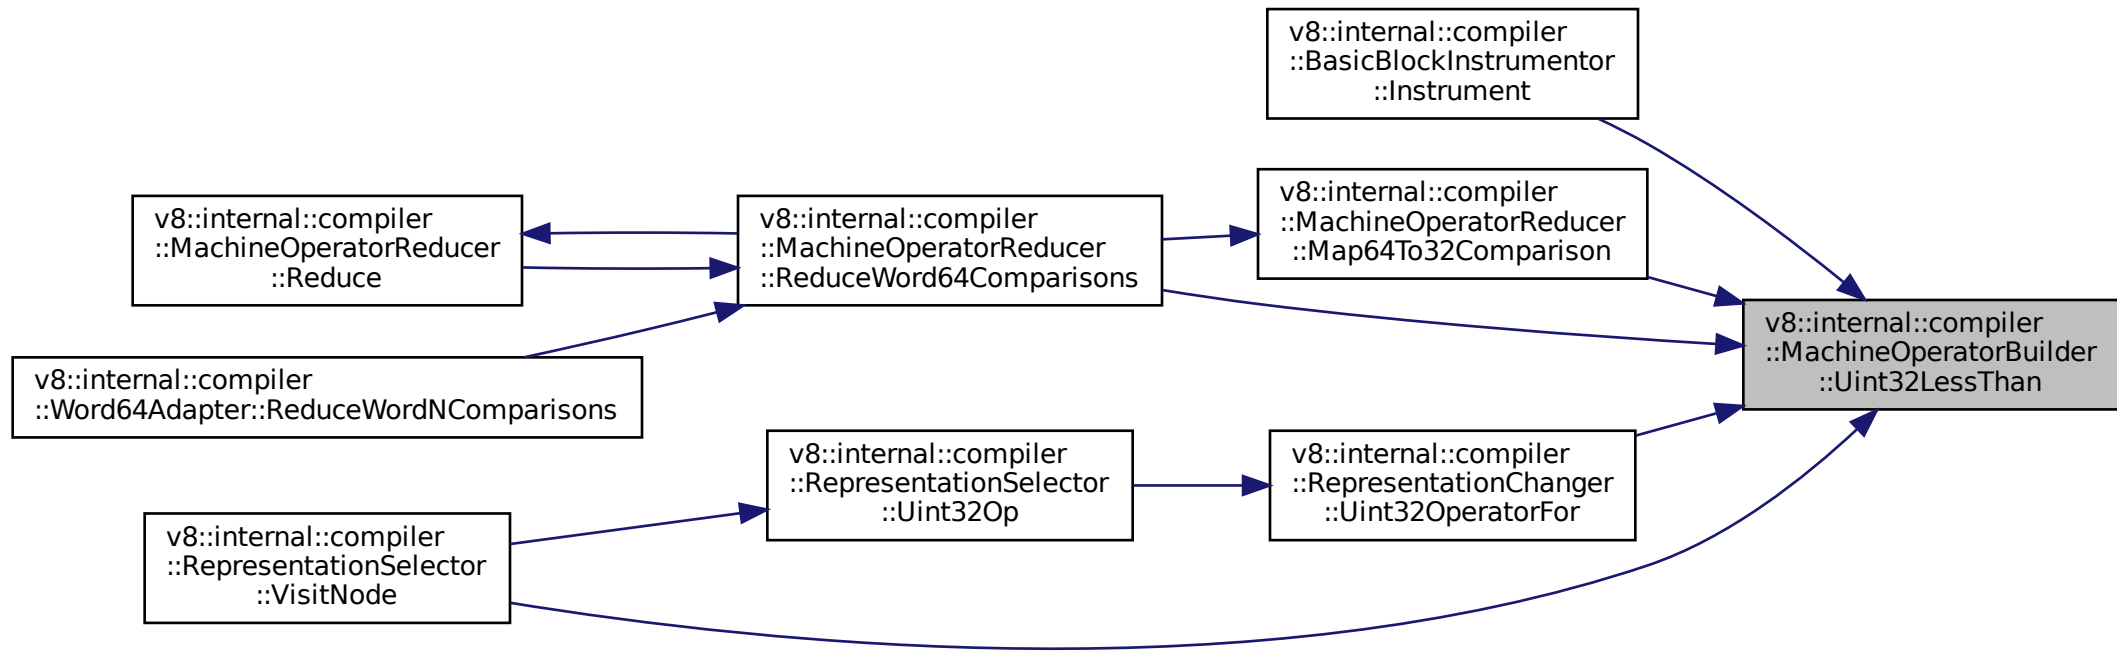 v8::internal::compiler
::BasicBlockInstrumentor
::Instrument
v8::internal::compiler
::MachineOperatorReducer
::Map64To32Comparison
v8::internal::compiler
::MachineOperatorReducer
::Reduce
v8::internal::compiler
::MachineOperatorReducer
::ReduceWord64Comparisons
v8::internal::compiler
::MachineOperatorBuilder
::Uint32LessThan
v8::internal::compiler
::Word64Adapter::ReduceWordNComparisons
v8::internal::compiler
::RepresentationSelector
::Uint32Op
v8::internal::compiler
::RepresentationChanger
::Uint32OperatorFor
v8::internal::compiler
::RepresentationSelector
::VisitNode